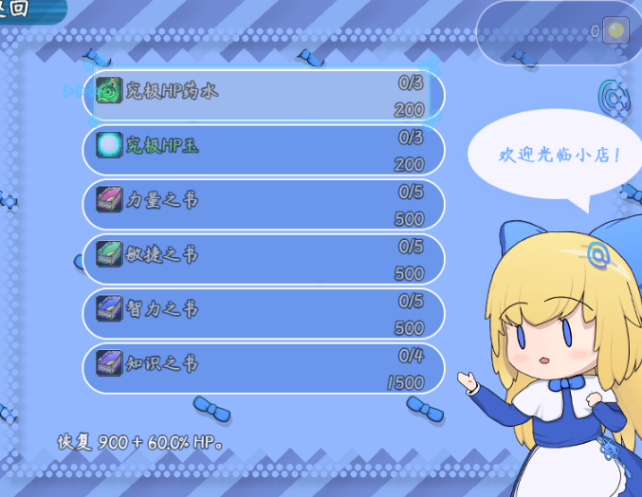 返回
0
究极HP药水 0/3
200
究极HP玉 0/3
200
力量之书 0/5
500
敏捷之书 0/5
500
智力之书 0/5
500
知识之书 0/4
1500
欢迎光临小店!
恢复 900 + 60.0% HP。